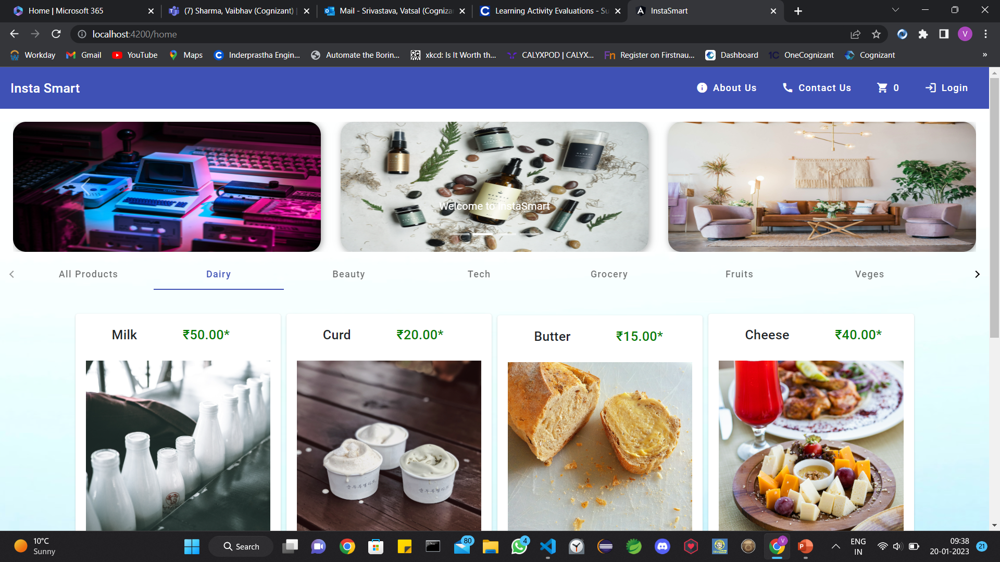 Home | Microsoft 365
(7) Sharma, Vaibhav (Cognizant) |
Mail - Srivastava, Vatsal (Cogniza
Learning Activity Evaluations - Su
InstaSmart
localhost:4200/home
V
Workday
Gmail
YouTube
Maps
Inderprastha Engin...
Automate the Borin...
xkcd: Is It Worth th...
CALYXPOD | CALYX...
Fn Register on Firstnau...
Dashboard
1C OneCognizant
Cognizant
»
Insta Smart
About Us
Contact Us
0
Login
Welcome to InstaSmart
All Products
Dairy
Beauty
Tech
Grocery
Fruits
Veges
Milk ₹50.00*
Curd ₹20.00*
Butter ₹15.00*
Cheese ₹40.00*
10°C
Sunny
Search
80
4
V
ENG
IN
09:38
20-01-2023
21